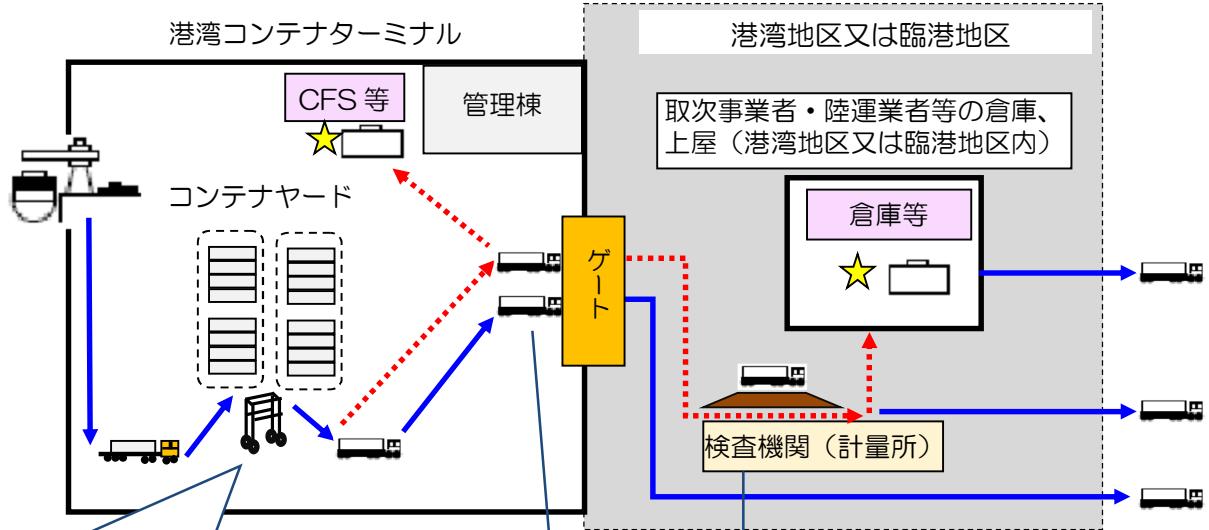 港湾コンテナターミナル
港湾地区又は臨港地区
CFS 等
管理棟
取次事業者・陸運業者等の倉庫、
上屋（港湾地区又は臨港地区内）
コンテナヤード
倉庫等
ゲート
検査機関（計量所）